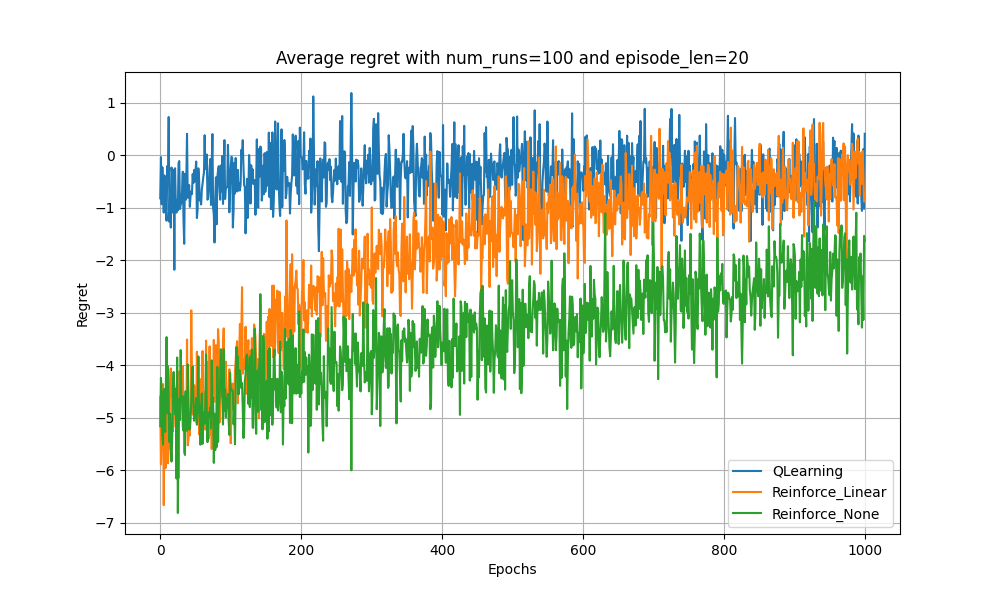 Average regret with num_runs=100 and episode_len=20
1
0
−1
−2
−3
−4
−5
−6
−7
Regret
0
200
400
600
800
1000
Epochs
QLearning
Reinforce_Linear
Reinforce_None